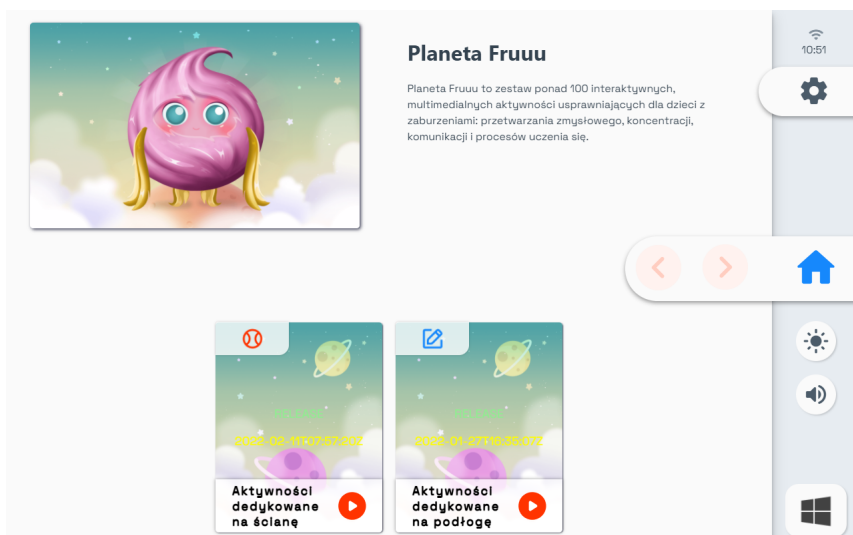 10:51
Planeta Fruuu
Planeta Fruuu to zestaw ponad 100 interaktywnych,
multimedialnych aktywności usprawniających dla dzieci z
zaburzeniami: przetwarzania zmysłowego, koncentracji,
komunikacji i procesów uczenia się.
RELEASE
2022-02-11T07:57:20Z
Aktywności
dedykowane
na ścianę
RELEASE
2022-01-27T16:35:07Z
Aktywności
dedykowane
na podłogę